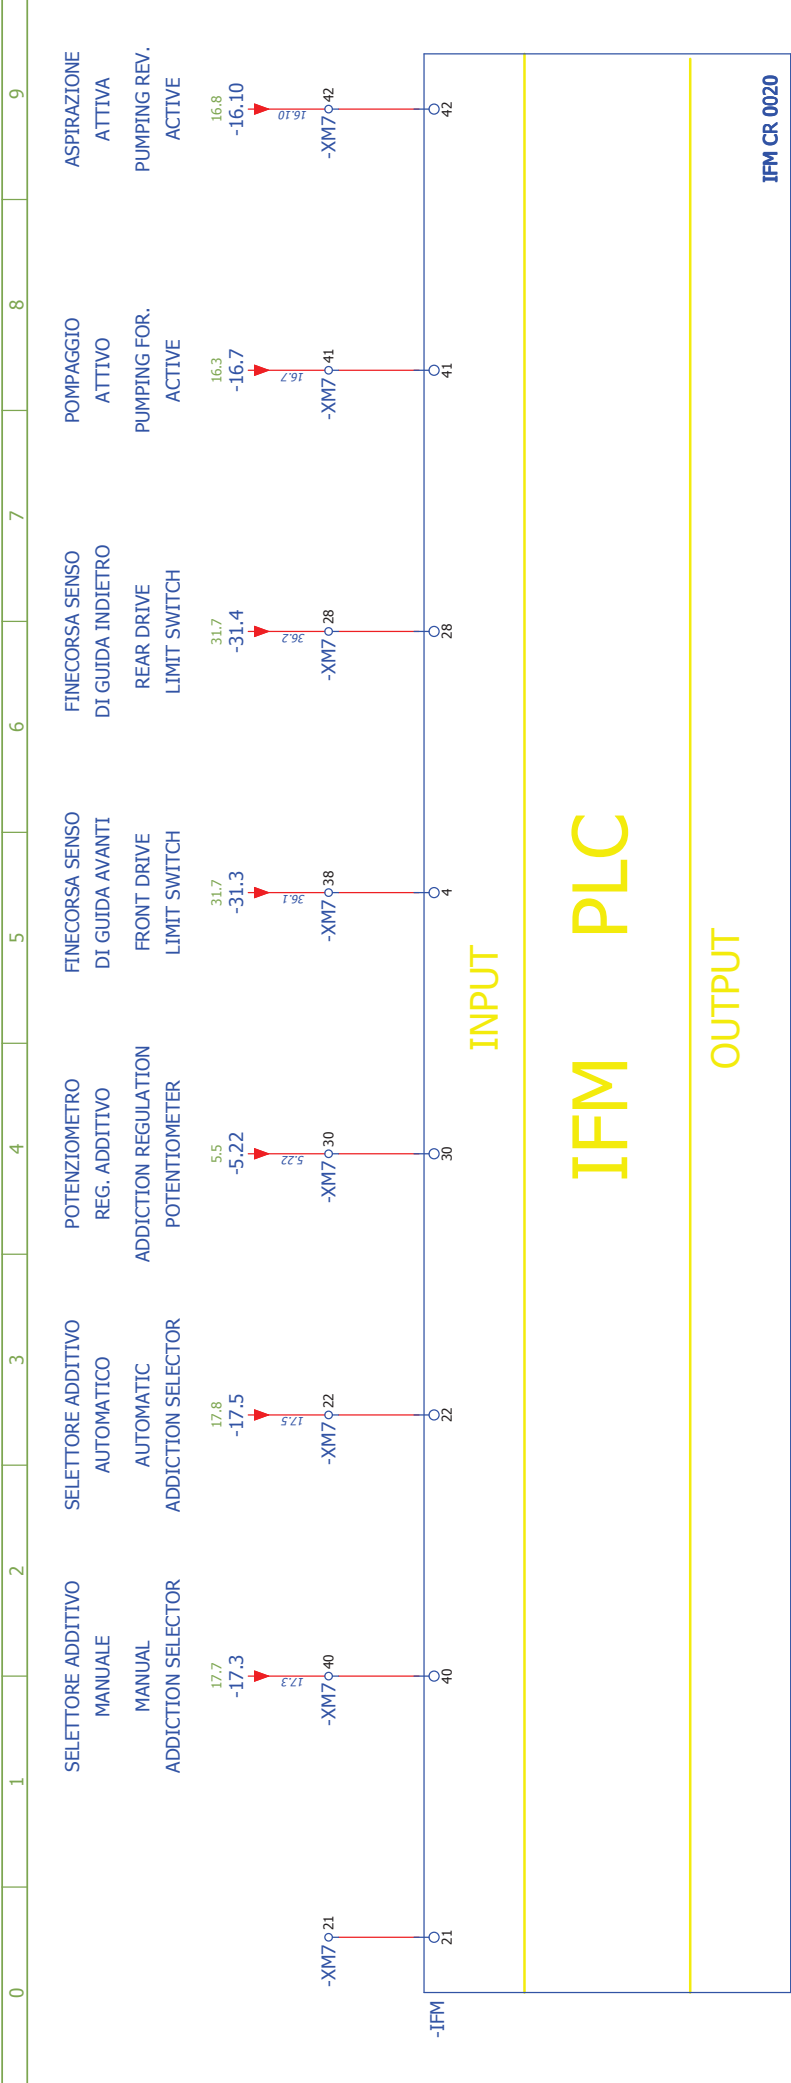 0 1 2 3 4 5 6 7 8 9
SELETTORE ADDITIVO
MANUALE
MANUAL
ADDICTION SELECTOR
17.7
-17.3
17.3
SELETTORE ADDITIVO
AUTOMATICO
AUTOMATIC
ADDICTION SELECTOR
17.8
-17.5
17.5
POTENZIOMETRO
REG. ADDITIVO
ADDICTION REGULATION
POTENTIOMETER
5.5
-5.22
5.22
FINECORSA SENSO
DI GUIDA AVANTI
FRONT DRIVE
LIMIT SWITCH
31.7
-31.3
36.1
FINECORSA SENSO
DI GUIDA INDIETRO
REAR DRIVE
LIMIT SWITCH
31.7
-31.4
36.2
POMPAGGIO
ATTIVO
PUMPING FOR.
ACTIVE
16.3
-16.7
16.7
ASPIRAZIONE
ATTIVA
PUMPING REV.
ACTIVE
16.8
-16.10
16.10
-XM7 21
-XM7 40
-XM7 22
-XM7 30
-XM7 38
-XM7 28
-XM7 41
-XM7 42
-IFM
21 40 22 30 4 28 41 42
INPUT
IFM PLC
OUTPUT
IFM CR 0020